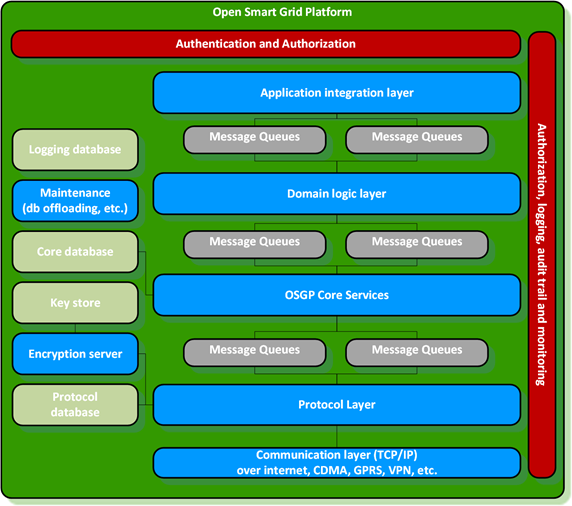 Open Smart Grid Platform
Authentication and Authorization
Authorization, logging, audit trail and monitoring
Application integration layer
Message Queues
Message Queues
Logging database
Maintenance
(db offloading, etc.)
Domain logic layer
Core database
Message Queues
Message Queues
Key store
OSGP Core Services
Encryption server
Message Queues
Message Queues
Protocol
database
Protocol Layer
Communication layer (TCP/IP)
over internet, CDMA, GPRS, VPN, etc.